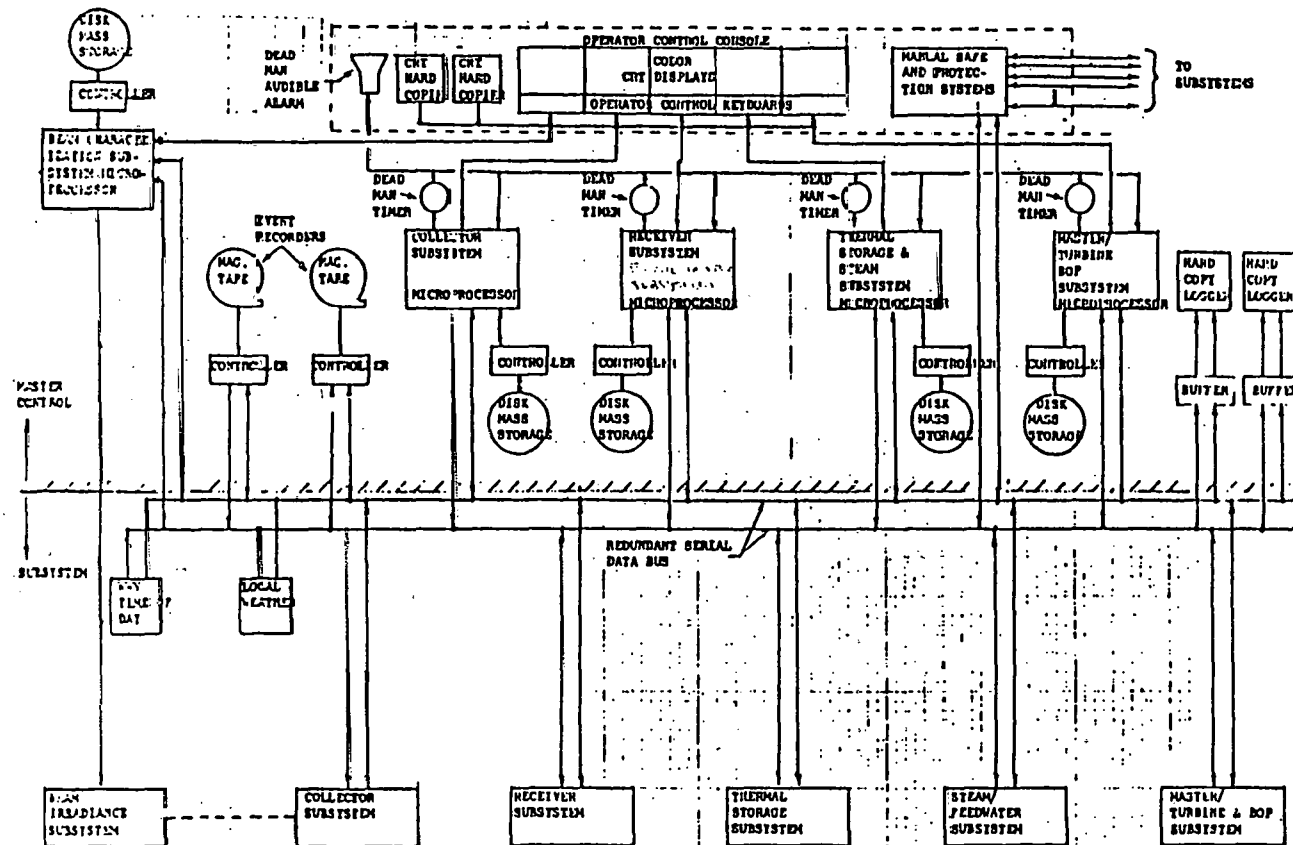 DISK
MASS
STORAGE
CONTROLLER
BEAM CHARACTER
IZATION SUB-
SYSTEM MICRO-
PROCESSOR
DEAD
MAN
AUDIBLE
ALARM
CRT
HARD
COPIER
CRT
HARD
COPIER
OPERATOR CONTROL CONSOLE
CRT
COLOR
DISPLAYS
OPERATOR CONTROL KEYBOARDS
MANUAL SAFE
AND PROTEC-
TION SYSTEMS
TO
SUBSYSTEMS
DEAD
MAN
TIMER
DEAD
MAN
TIMER
DEAD
MAN
TIMER
DEAD
MAN
TIMER
EVENT
RECORDERS
MAG.
TAPE
MAG.
TAPE
CONTROLLER
CONTROLLER
COLLECTOR
SUBSYSTEM
MICROPROCESSOR
RECEIVER
SUBSYSTEM
MICROPROCESSOR
THERMAL
STORAGE &
STEAM
SUBSYSTEM
MICROPROCESSOR
MASTER/
TURBINE
BOP
SUBSYSTEM
MICROPROCESSOR
HARD
COPY
LOGGER
HARD
COPY
LOGGER
CONTROLLER
CONTROLLER
CONTROLLER
CONTROLLER
DISK
MASS
STORAGE
DISK
MASS
STORAGE
DISK
MASS
STORAGE
DISK
MASS
STORAGE
BUFFER
BUFFER
MASTER
CONTROL
SUBSYSTEM
REDUNDANT SERIAL
DATA BUS
TIME OF
DAY
LOCAL
WEATHER
BEAM
IRRADIANCE
SUBSYSTEM
COLLECTOR
SUBSYSTEM
RECEIVER
SUBSYSTEM
THERMAL
STORAGE
SUBSYSTEM
STEAM/
FEEDWATER
SUBSYSTEM
MASTER/
TURBINE & BOP
SUBSYSTEM